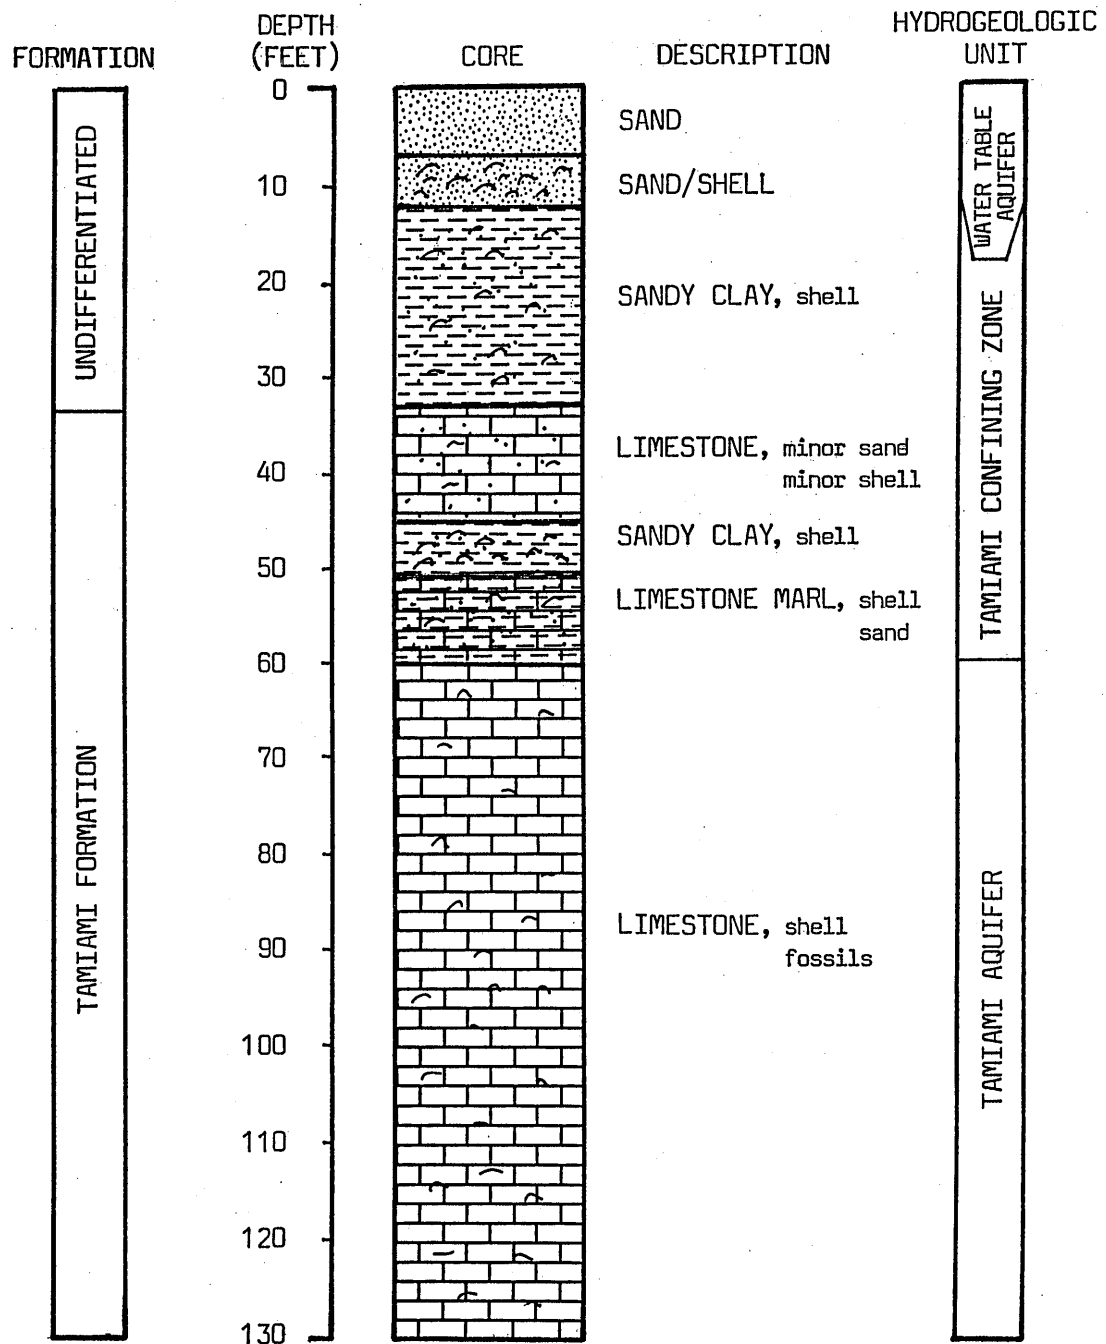 FORMATION
DEPTH
(FEET)
CORE
DESCRIPTION
HYDROGEOLOGIC
UNIT
UNDIFFERENTIATED
TAMIAMI FORMATION
0
10
20
30
40
50
60
70
80
90
100
110
120
130
SAND
SAND/SHELL
SANDY CLAY, shell
LIMESTONE, minor sand
minor shell
SANDY CLAY, shell
LIMESTONE MARL, shell
sand
LIMESTONE, shell
fossils
WATER TABLE
AQUIFER
TAMIAMI CONFINING ZONE
TAMIAMI AQUIFER